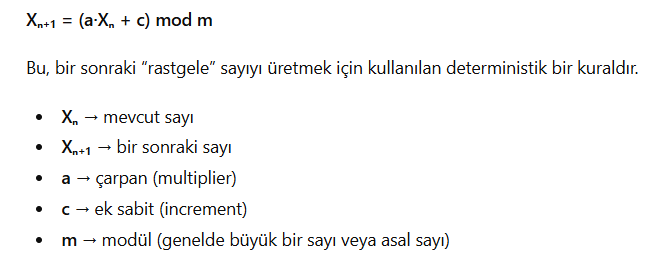 Xₙ₊₁ = (a·Xₙ + c) mod m
Bu, bir sonraki “rastgele” sayıyı üretmek için kullanılan deterministik bir kuraldır.
• Xₙ → mevcut sayı
• Xₙ₊₁ → bir sonraki sayı
• a → çarpan (multiplier)
• c → ek sabit (increment)
• m → modül (genelde büyük bir sayı veya asal sayı)